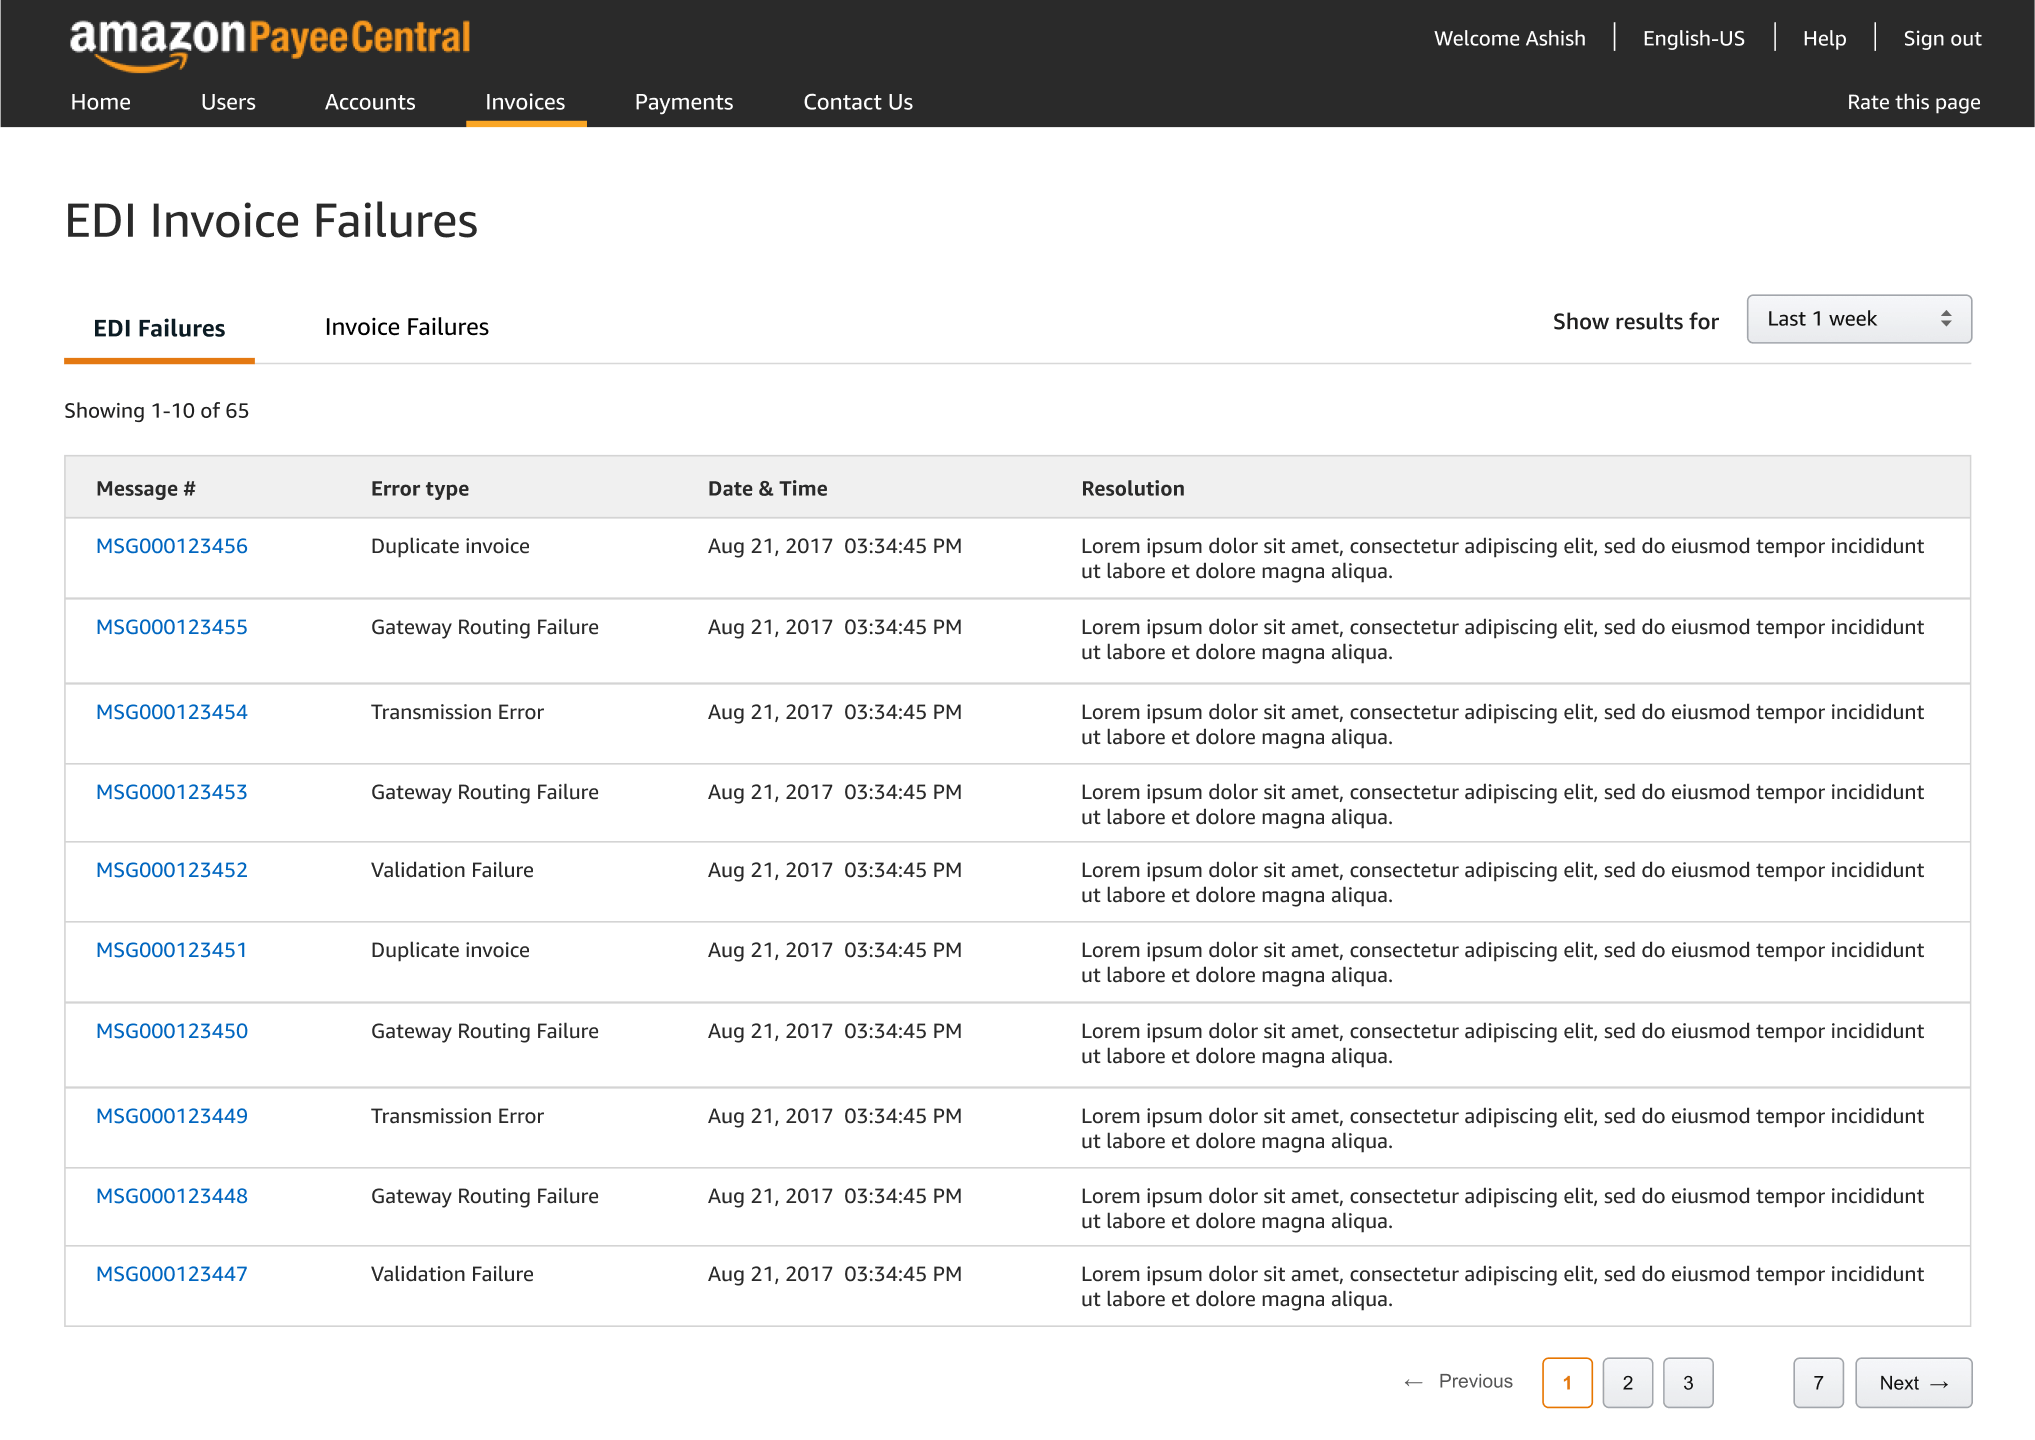 amazonPayeeCentral
Welcome Ashish English-US Help Sign out
Home Users Accounts Invoices Payments Contact Us Rate this page
EDI Invoice Failures
EDI Failures Invoice Failures Show results for Last 1 week
Showing 1-10 of 65
Message # Error type Date & Time Resolution
MSG000123456 Duplicate invoice Aug 21, 2017 03:34:45 PM Lorem ipsum dolor sit amet, consectetur adipiscing elit, sed do eiusmod tempor incididunt
ut labore et dolore magna aliqua.
MSG000123455 Gateway Routing Failure Aug 21, 2017 03:34:45 PM Lorem ipsum dolor sit amet, consectetur adipiscing elit, sed do eiusmod tempor incididunt
ut labore et dolore magna aliqua.
MSG000123454 Transmission Error Aug 21, 2017 03:34:45 PM Lorem ipsum dolor sit amet, consectetur adipiscing elit, sed do eiusmod tempor incididunt
ut labore et dolore magna aliqua.
MSG000123453 Gateway Routing Failure Aug 21, 2017 03:34:45 PM Lorem ipsum dolor sit amet, consectetur adipiscing elit, sed do eiusmod tempor incididunt
ut labore et dolore magna aliqua.
MSG000123452 Validation Failure Aug 21, 2017 03:34:45 PM Lorem ipsum dolor sit amet, consectetur adipiscing elit, sed do eiusmod tempor incididunt
ut labore et dolore magna aliqua.
MSG000123451 Duplicate invoice Aug 21, 2017 03:34:45 PM Lorem ipsum dolor sit amet, consectetur adipiscing elit, sed do eiusmod tempor incididunt
ut labore et dolore magna aliqua.
MSG000123450 Gateway Routing Failure Aug 21, 2017 03:34:45 PM Lorem ipsum dolor sit amet, consectetur adipiscing elit, sed do eiusmod tempor incididunt
ut labore et dolore magna aliqua.
MSG000123449 Transmission Error Aug 21, 2017 03:34:45 PM Lorem ipsum dolor sit amet, consectetur adipiscing elit, sed do eiusmod tempor incididunt
ut labore et dolore magna aliqua.
MSG000123448 Gateway Routing Failure Aug 21, 2017 03:34:45 PM Lorem ipsum dolor sit amet, consectetur adipiscing elit, sed do eiusmod tempor incididunt
ut labore et dolore magna aliqua.
MSG000123447 Validation Failure Aug 21, 2017 03:34:45 PM Lorem ipsum dolor sit amet, consectetur adipiscing elit, sed do eiusmod tempor incididunt
ut labore et dolore magna aliqua.
← Previous 1 2 3 7 Next →